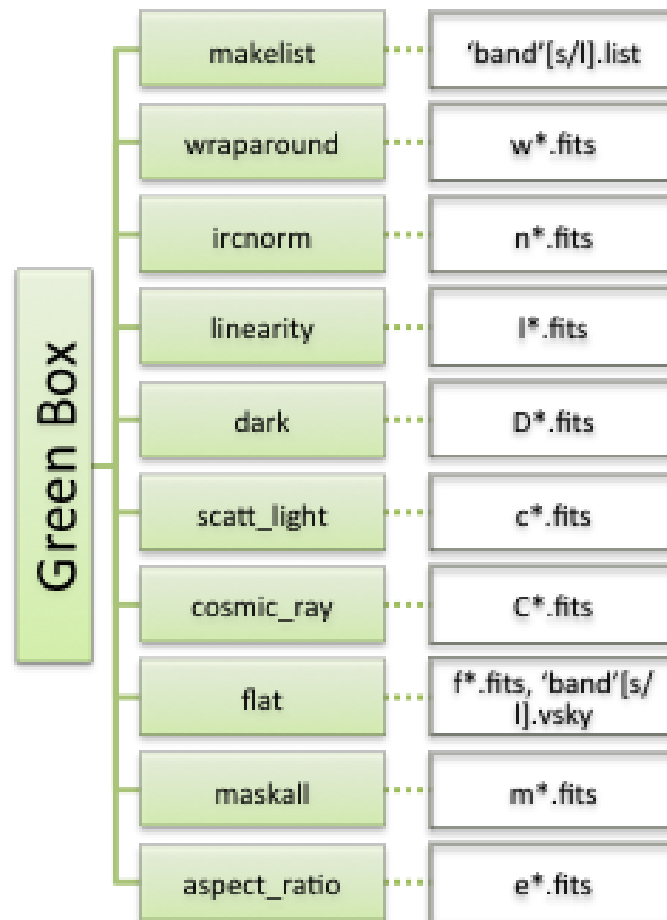 Green Box
makelist
‘band’[s/l].list
wraparound
w*.fits
ircnorm
n*.fits
linearity
l*.fits
dark
D*.fits
scatt_light
c*.fits
cosmic_ray
C*.fits
flat
f*.fits, ‘band’[s/
l].vsky
maskall
m*.fits
aspect_ratio
e*.fits